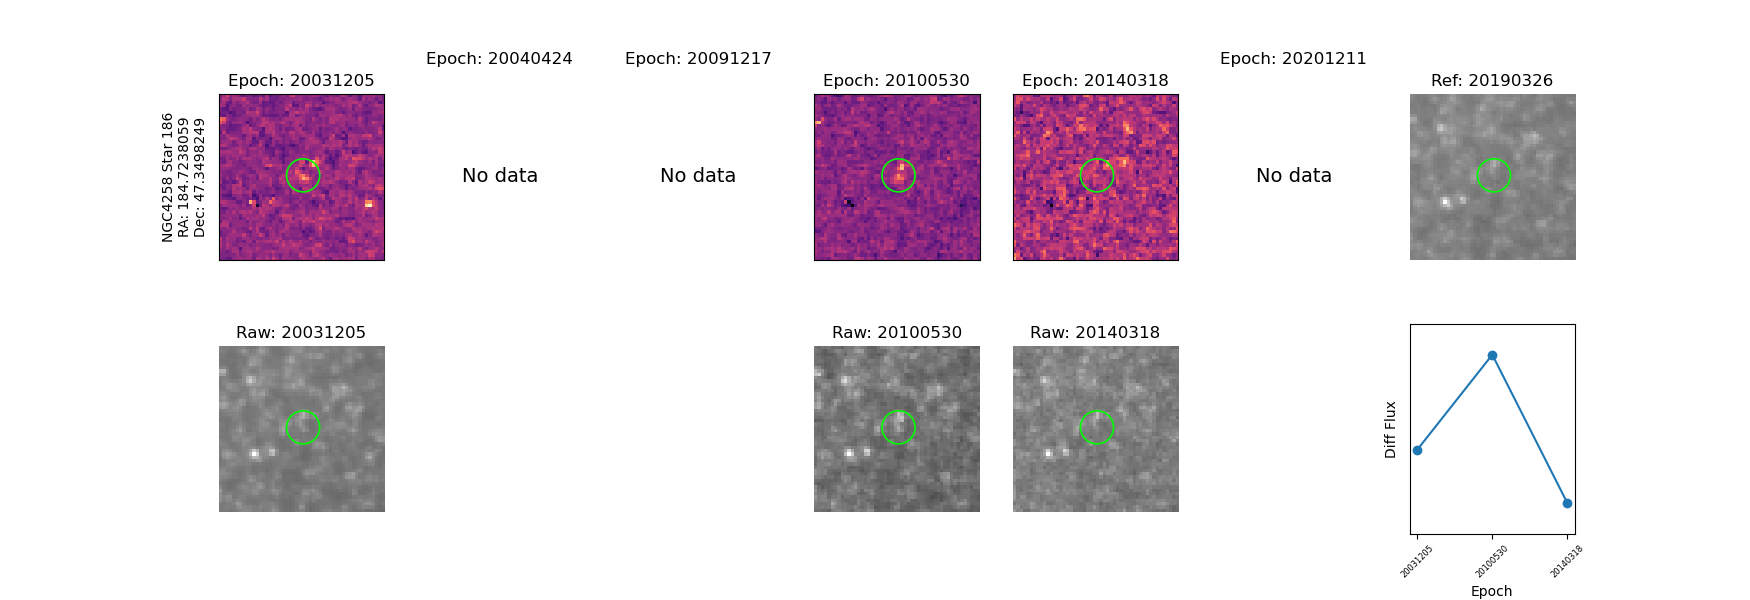 Epoch: 20040424
Epoch: 20091217
Epoch: 20201211
Epoch: 20031205
Epoch: 20100530
Epoch: 20140318
Ref: 20190326
NGC4258 Star 186
RA: 184.7238059
Dec: 47.3498249
No data
No data
No data
Raw: 20031205
Raw: 20100530
Raw: 20140318
Diff Flux
20031205
20100530
20140318
Epoch